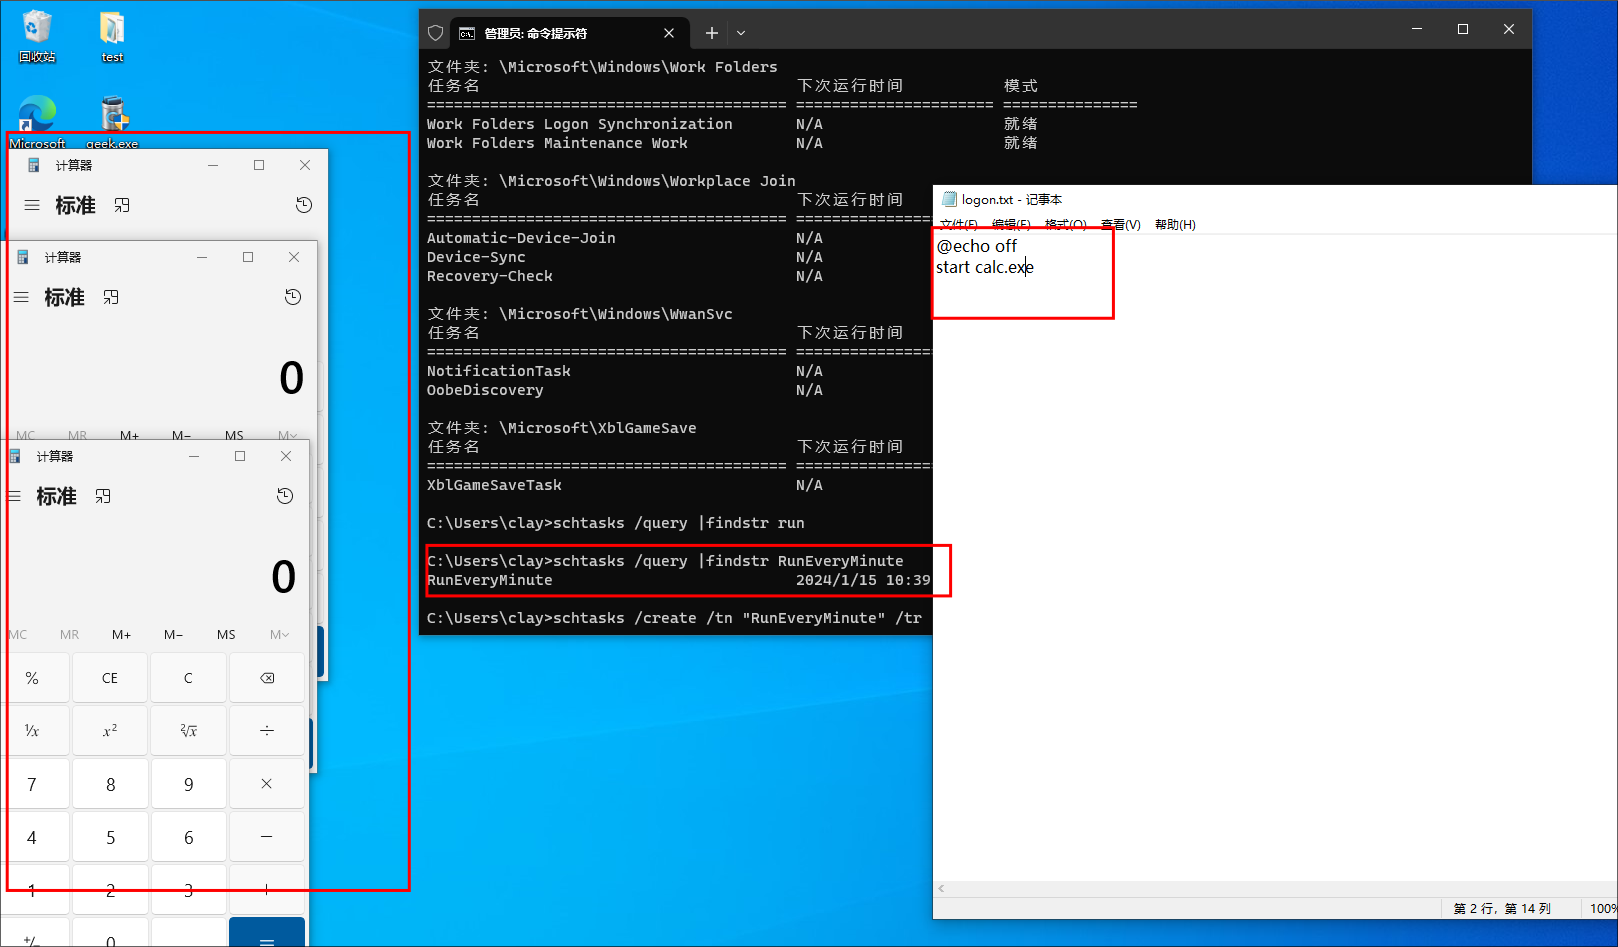 回收站
test
Microsoft
geek.exe
计算器
标准
计算器
标准
0
MC MR M+ M− MS M˅
计算器
标准
0
MC MR M+ M− MS M˅
% CE C
¹⁄x x² ²√x ÷
7 8 9 ×
4 5 6 −
1 2 3 +
+/− 0 =
管理员: 命令提示符
文件夹: \Microsoft\Windows\Work Folders
任务名 下次运行时间 模式
======================================== ====================== ===============
Work Folders Logon Synchronization N/A 就绪
Work Folders Maintenance Work N/A 就绪
文件夹: \Microsoft\Windows\Workplace Join
任务名 下次运行时间
======================================== ===============
Automatic-Device-Join N/A
Device-Sync N/A
Recovery-Check N/A
文件夹: \Microsoft\Windows\WwanSvc
任务名 下次运行时间
======================================== ===============
NotificationTask N/A
OobeDiscovery N/A
文件夹: \Microsoft\XblGameSave
任务名 下次运行时间
======================================== ===============
XblGameSaveTask N/A
C:\Users\clay>schtasks /query |findstr run
C:\Users\clay>schtasks /query |findstr RunEveryMinute
RunEveryMinute 2024/1/15 10:39
C:\Users\clay>schtasks /create /tn "RunEveryMinute" /tr
logon.txt - 记事本
文件(F) 编辑(E) 格式(O) 查看(V) 帮助(H)
@echo off
start calc.exe
第 2 行，第 14 列 100%